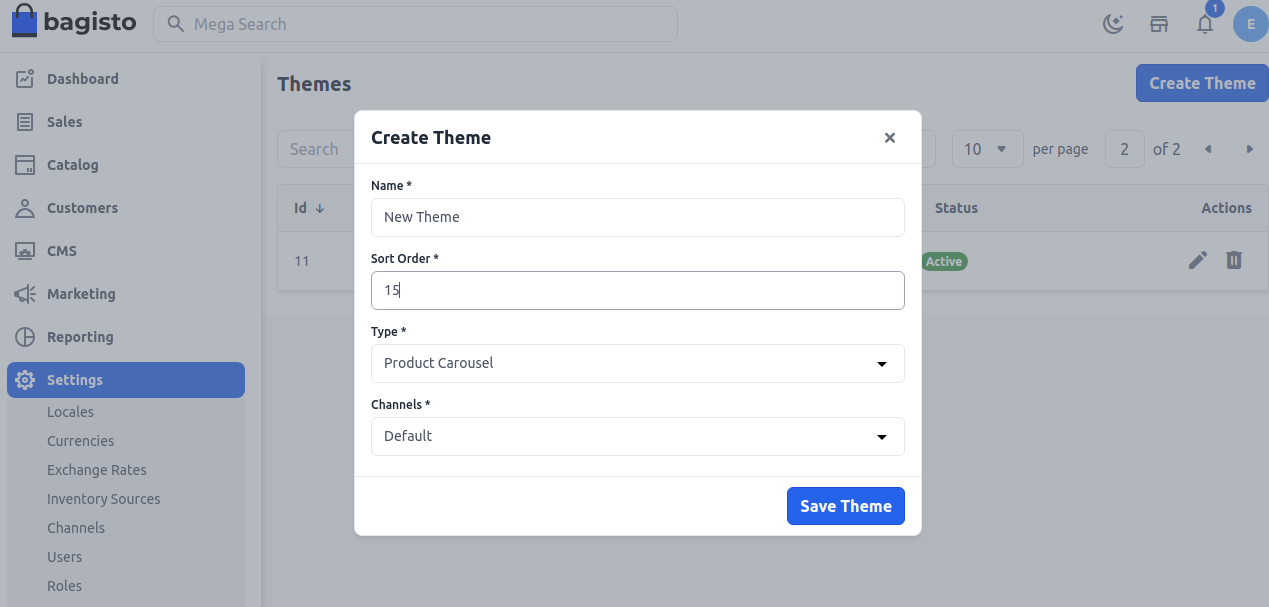 bagisto
Mega Search
1
E
Dashboard
Sales
Catalog
Customers
CMS
Marketing
Reporting
Settings
Locales
Currencies
Exchange Rates
Inventory Sources
Channels
Users
Roles
Themes
Create Theme
Search
10
per page
2
of 2
Id ↓
Status
Actions
11
Active
Create Theme
Name *
New Theme
Sort Order *
15
Type *
Product Carousel
Channels *
Default
Save Theme